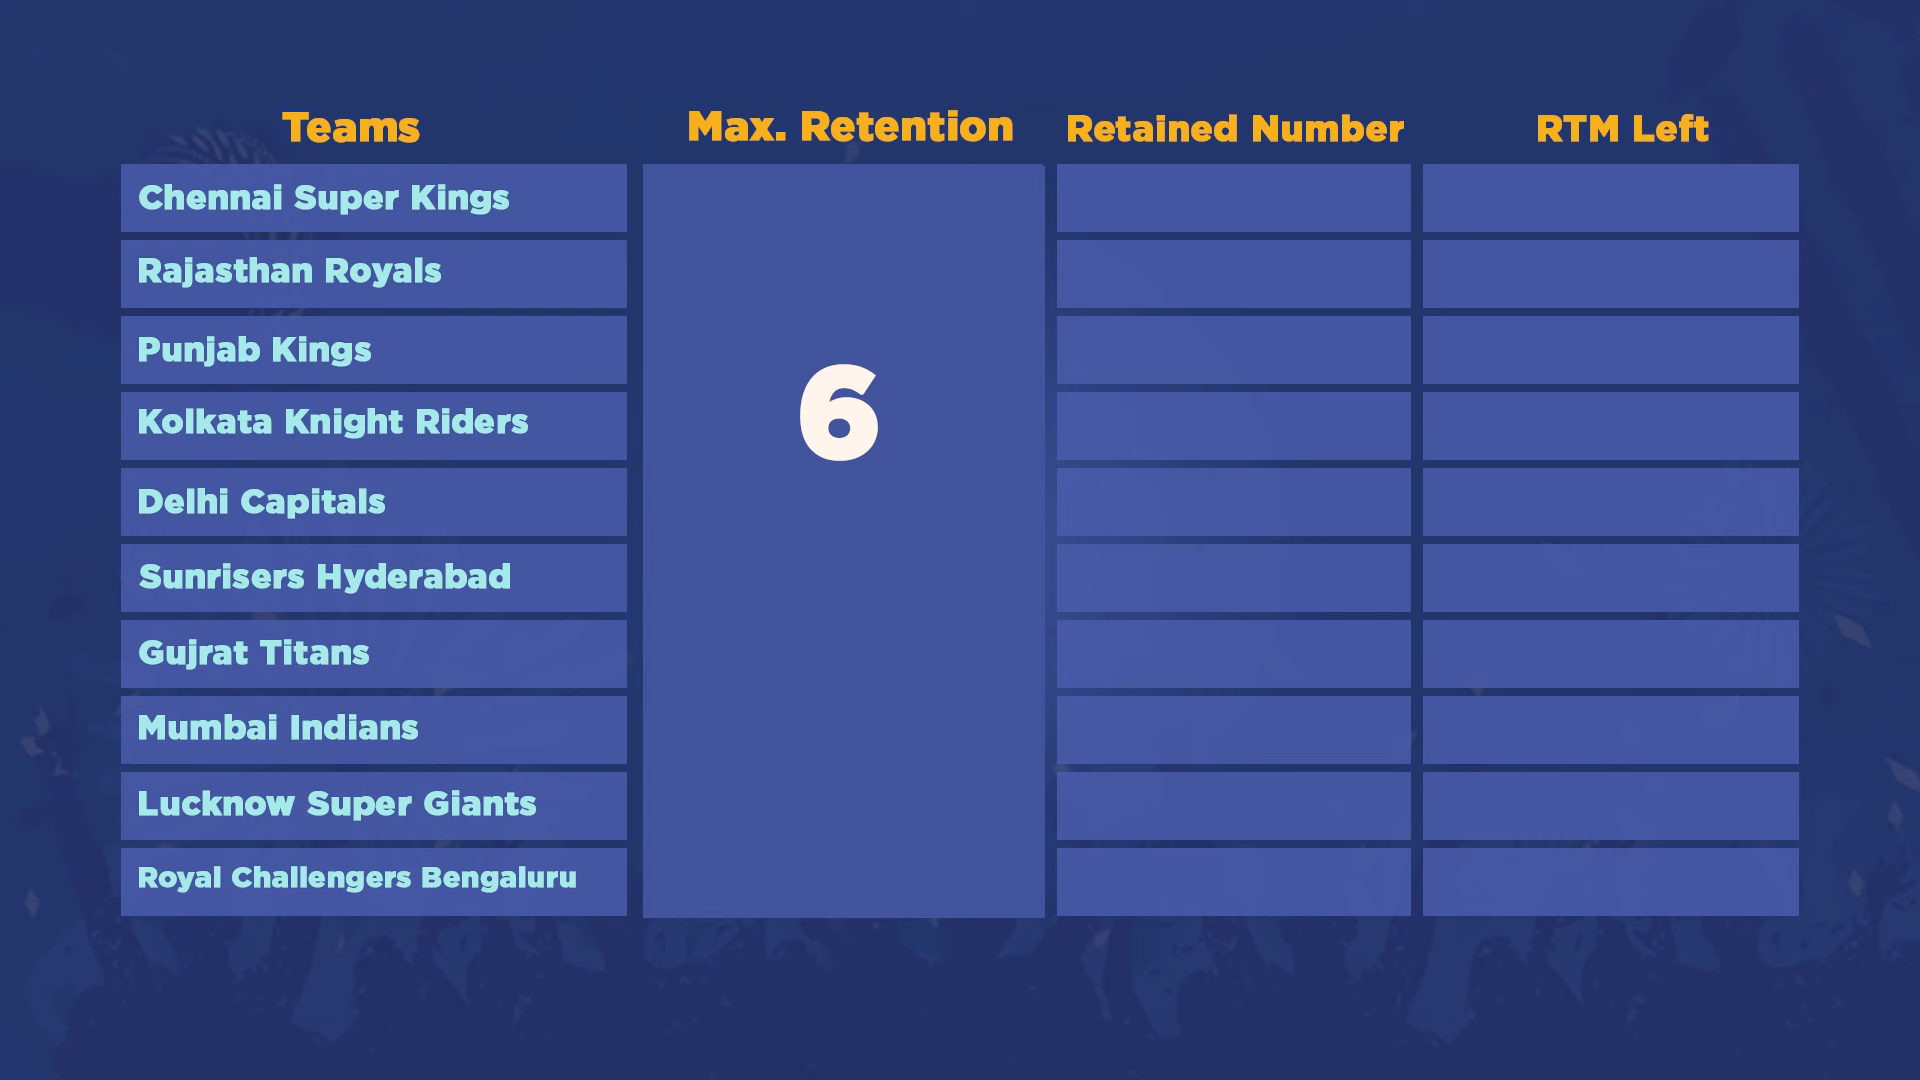 Teams Max. Retention Retained Number RTM Left
Chennai Super Kings
Rajasthan Royals
Punjab Kings
6
Kolkata Knight Riders
Delhi Capitals
Sunrisers Hyderabad
Gujrat Titans
Mumbai Indians
Lucknow Super Giants
Royal Challengers Bengaluru